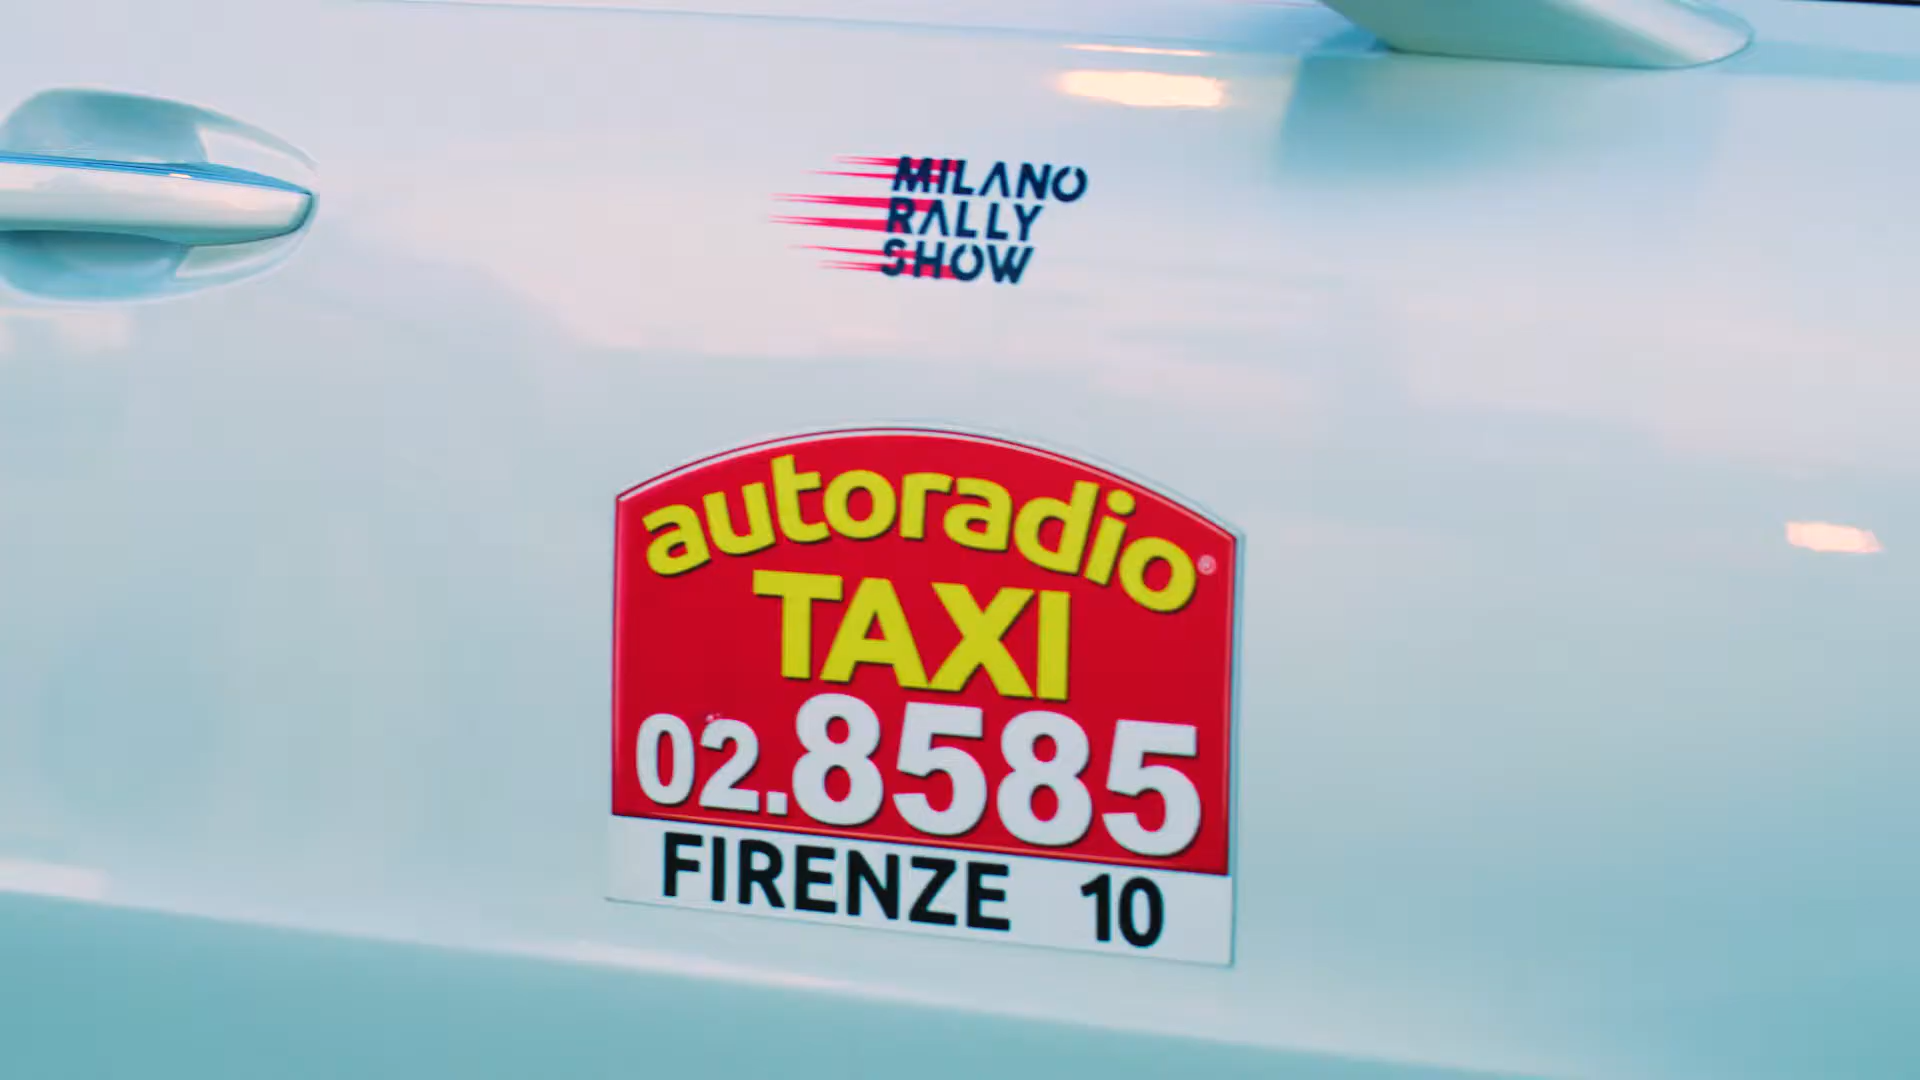 MILANO
RALLY
SHOW
autoradio®
TAXI
02.8585
FIRENZE 10